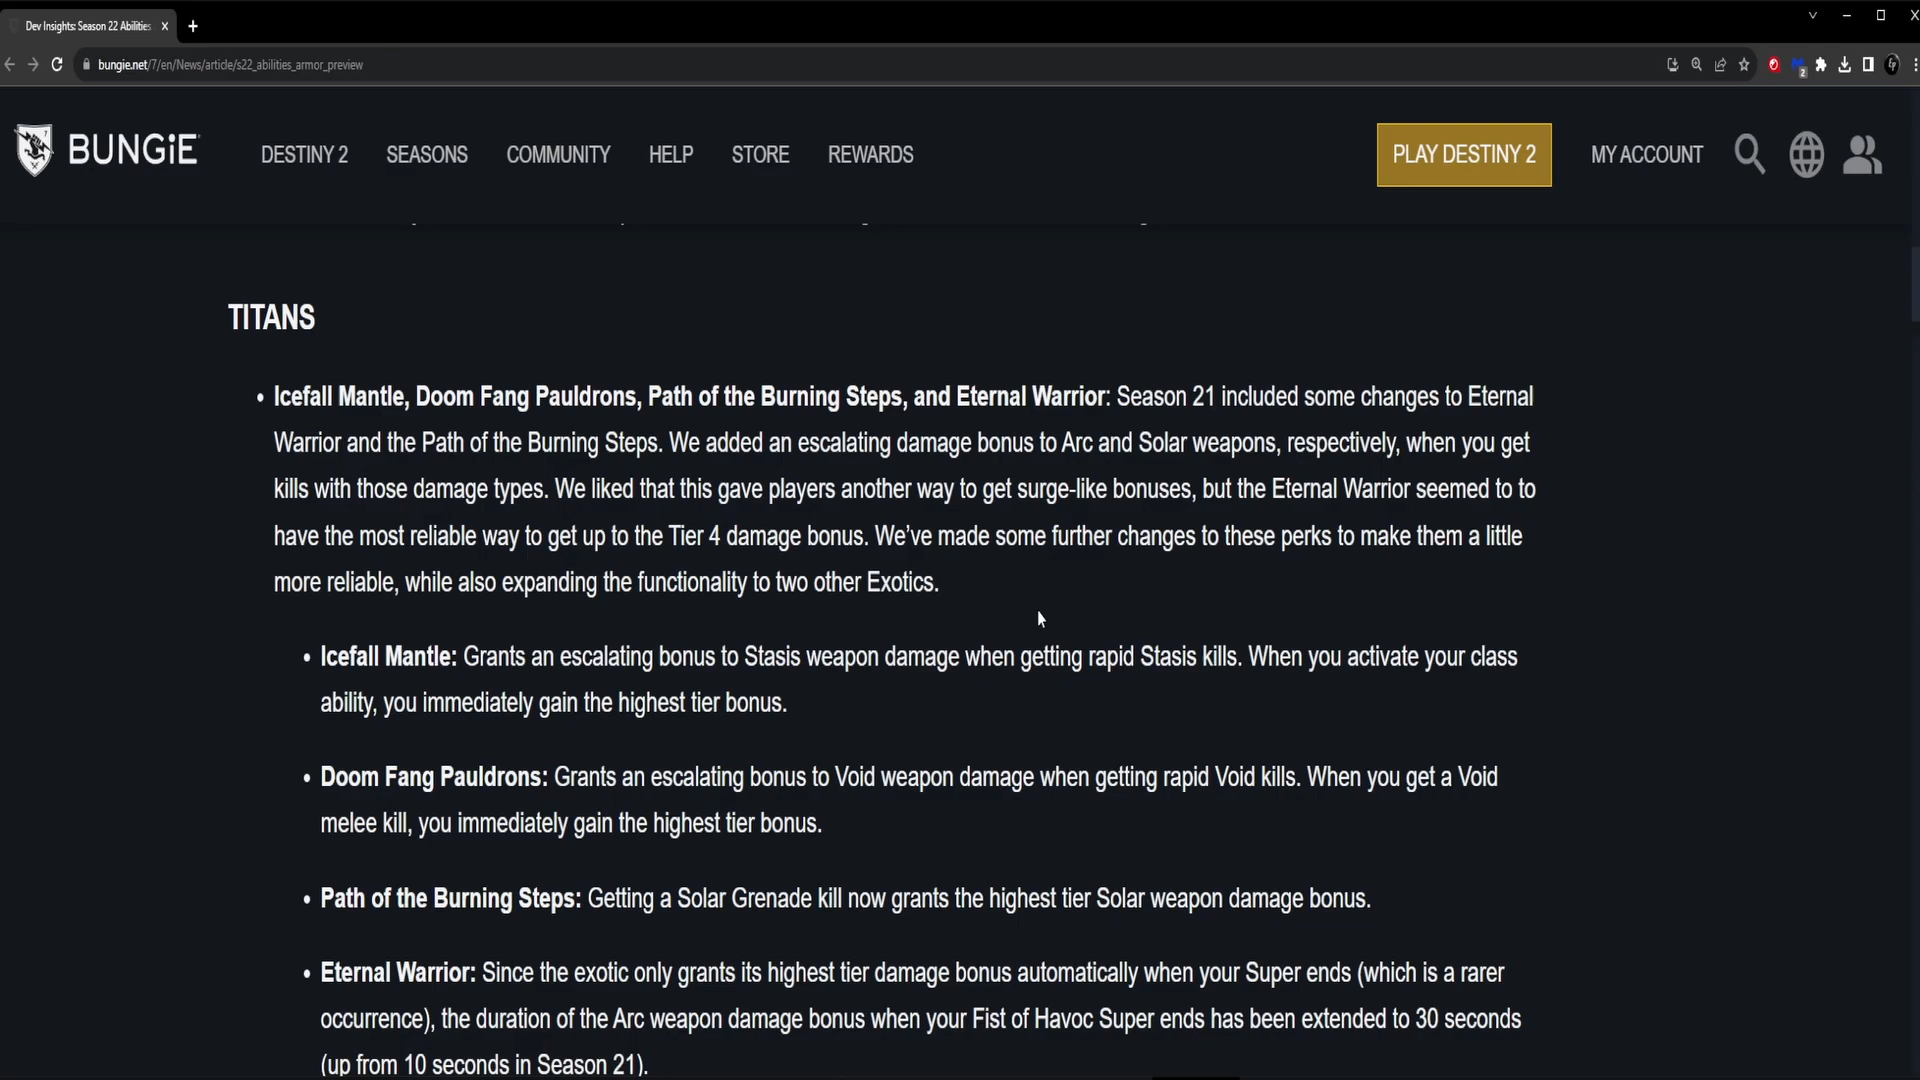 Dev Insights: Season 22 Abilities
bungie.net/7/en/News/article/s22_abilities_armor_preview
2
7
BUNGiE
DESTINY 2
SEASONS
COMMUNITY
HELP
STORE
REWARDS
PLAY DESTINY 2
MY ACCOUNT
TITANS
• Icefall Mantle, Doom Fang Pauldrons, Path of the Burning Steps, and Eternal Warrior: Season 21 included some changes to Eternal
Warrior and the Path of the Burning Steps. We added an escalating damage bonus to Arc and Solar weapons, respectively, when you get
kills with those damage types. We liked that this gave players another way to get surge-like bonuses, but the Eternal Warrior seemed to to
have the most reliable way to get up to the Tier 4 damage bonus. We’ve made some further changes to these perks to make them a little
more reliable, while also expanding the functionality to two other Exotics.
• Icefall Mantle: Grants an escalating bonus to Stasis weapon damage when getting rapid Stasis kills. When you activate your class
ability, you immediately gain the highest tier bonus.
• Doom Fang Pauldrons: Grants an escalating bonus to Void weapon damage when getting rapid Void kills. When you get a Void
melee kill, you immediately gain the highest tier bonus.
• Path of the Burning Steps: Getting a Solar Grenade kill now grants the highest tier Solar weapon damage bonus.
• Eternal Warrior: Since the exotic only grants its highest tier damage bonus automatically when your Super ends (which is a rarer
occurrence), the duration of the Arc weapon damage bonus when your Fist of Havoc Super ends has been extended to 30 seconds
(up from 10 seconds in Season 21).